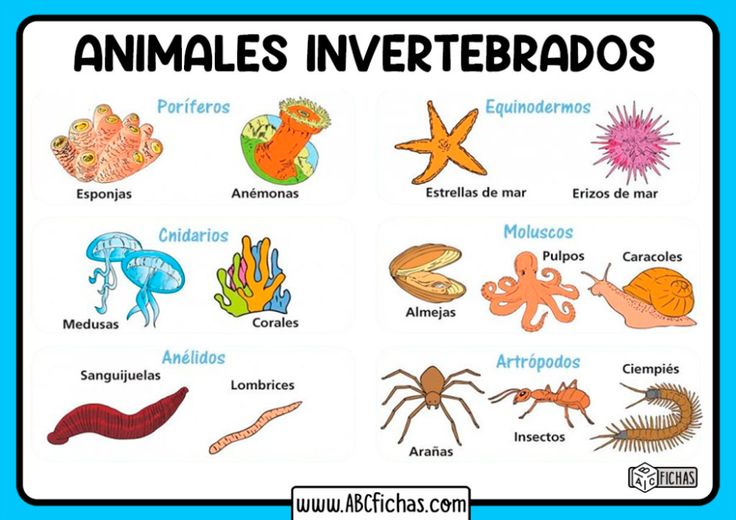 ANIMALES INVERTEBRADOS
Poríferos
Esponjas
Anémonas
Equinodermos
Estrellas de mar
Erizos de mar
Cnidarios
Medusas
Corales
Moluscos
Almejas
Pulpos
Caracoles
Anélidos
Sanguijuelas
Lombrices
Artrópodos
Arañas
Insectos
Ciempiés
ABC FICHAS
www.ABCfichas.com